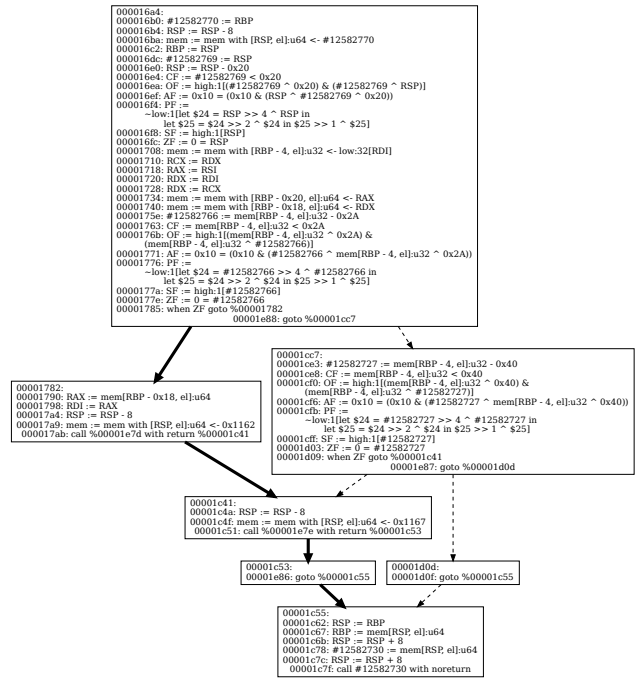 000016a4:
000016b0: #12582770 := RBP
000016b4: RSP := RSP - 8
000016ba: mem := mem with [RSP, el]:u64 <- #12582770
000016c2: RBP := RSP
000016dc: #12582769 := RSP
000016e0: RSP := RSP - 0x20
000016e4: CF := #12582769 < 0x20
000016ea: OF := high:1[(#12582769 ^ 0x20) & (#12582769 ^ RSP)]
000016ef: AF := 0x10 = (0x10 & (RSP ^ #12582769 ^ 0x20))
000016f4: PF :=
~low:1[let $24 = RSP >> 4 ^ RSP in
let $25 = $24 >> 2 ^ $24 in $25 >> 1 ^ $25]
000016f8: SF := high:1[RSP]
000016fc: ZF := 0 = RSP
00001708: mem := mem with [RBP - 4, el]:u32 <- low:32[RDI]
00001710: RCX := RDX
00001718: RAX := RSI
00001720: RDX := RDI
00001728: RDX := RCX
00001734: mem := mem with [RBP - 0x20, el]:u64 <- RAX
00001740: mem := mem with [RBP - 0x18, el]:u64 <- RDX
0000175e: #12582766 := mem[RBP - 4, el]:u32 - 0x2A
00001763: CF := mem[RBP - 4, el]:u32 < 0x2A
0000176b: OF := high:1[(mem[RBP - 4, el]:u32 ^ 0x2A) &
(mem[RBP - 4, el]:u32 ^ #12582766)]
00001771: AF := 0x10 = (0x10 & (#12582766 ^ mem[RBP - 4, el]:u32 ^ 0x2A))
00001776: PF :=
~low:1[let $24 = #12582766 >> 4 ^ #12582766 in
let $25 = $24 >> 2 ^ $24 in $25 >> 1 ^ $25]
0000177a: SF := high:1[#12582766]
0000177e: ZF := 0 = #12582766
00001785: when ZF goto %00001782
00001e88: goto %00001cc7
00001cc7:
00001ce3: #12582727 := mem[RBP - 4, el]:u32 - 0x40
00001ce8: CF := mem[RBP - 4, el]:u32 < 0x40
00001cf0: OF := high:1[(mem[RBP - 4, el]:u32 ^ 0x40) &
(mem[RBP - 4, el]:u32 ^ #12582727)]
00001cf6: AF := 0x10 = (0x10 & (#12582727 ^ mem[RBP - 4, el]:u32 ^ 0x40))
00001cfb: PF :=
~low:1[let $24 = #12582727 >> 4 ^ #12582727 in
let $25 = $24 >> 2 ^ $24 in $25 >> 1 ^ $25]
00001cff: SF := high:1[#12582727]
00001d03: ZF := 0 = #12582727
00001d09: when ZF goto %00001c41
00001e87: goto %00001d0d
00001782:
00001790: RAX := mem[RBP - 0x18, el]:u64
00001798: RDI := RAX
000017a4: RSP := RSP - 8
000017a9: mem := mem with [RSP, el]:u64 <- 0x1162
000017ab: call %00001e7d with return %00001c41
00001c41:
00001c4a: RSP := RSP - 8
00001c4f: mem := mem with [RSP, el]:u64 <- 0x1167
00001c51: call %00001e7e with return %00001c53
00001c53:
00001e86: goto %00001c55
00001d0d:
00001d0f: goto %00001c55
00001c55:
00001c62: RSP := RBP
00001c67: RBP := mem[RSP, el]:u64
00001c6b: RSP := RSP + 8
00001c78: #12582730 := mem[RSP, el]:u64
00001c7c: RSP := RSP + 8
00001c7f: call #12582730 with noreturn